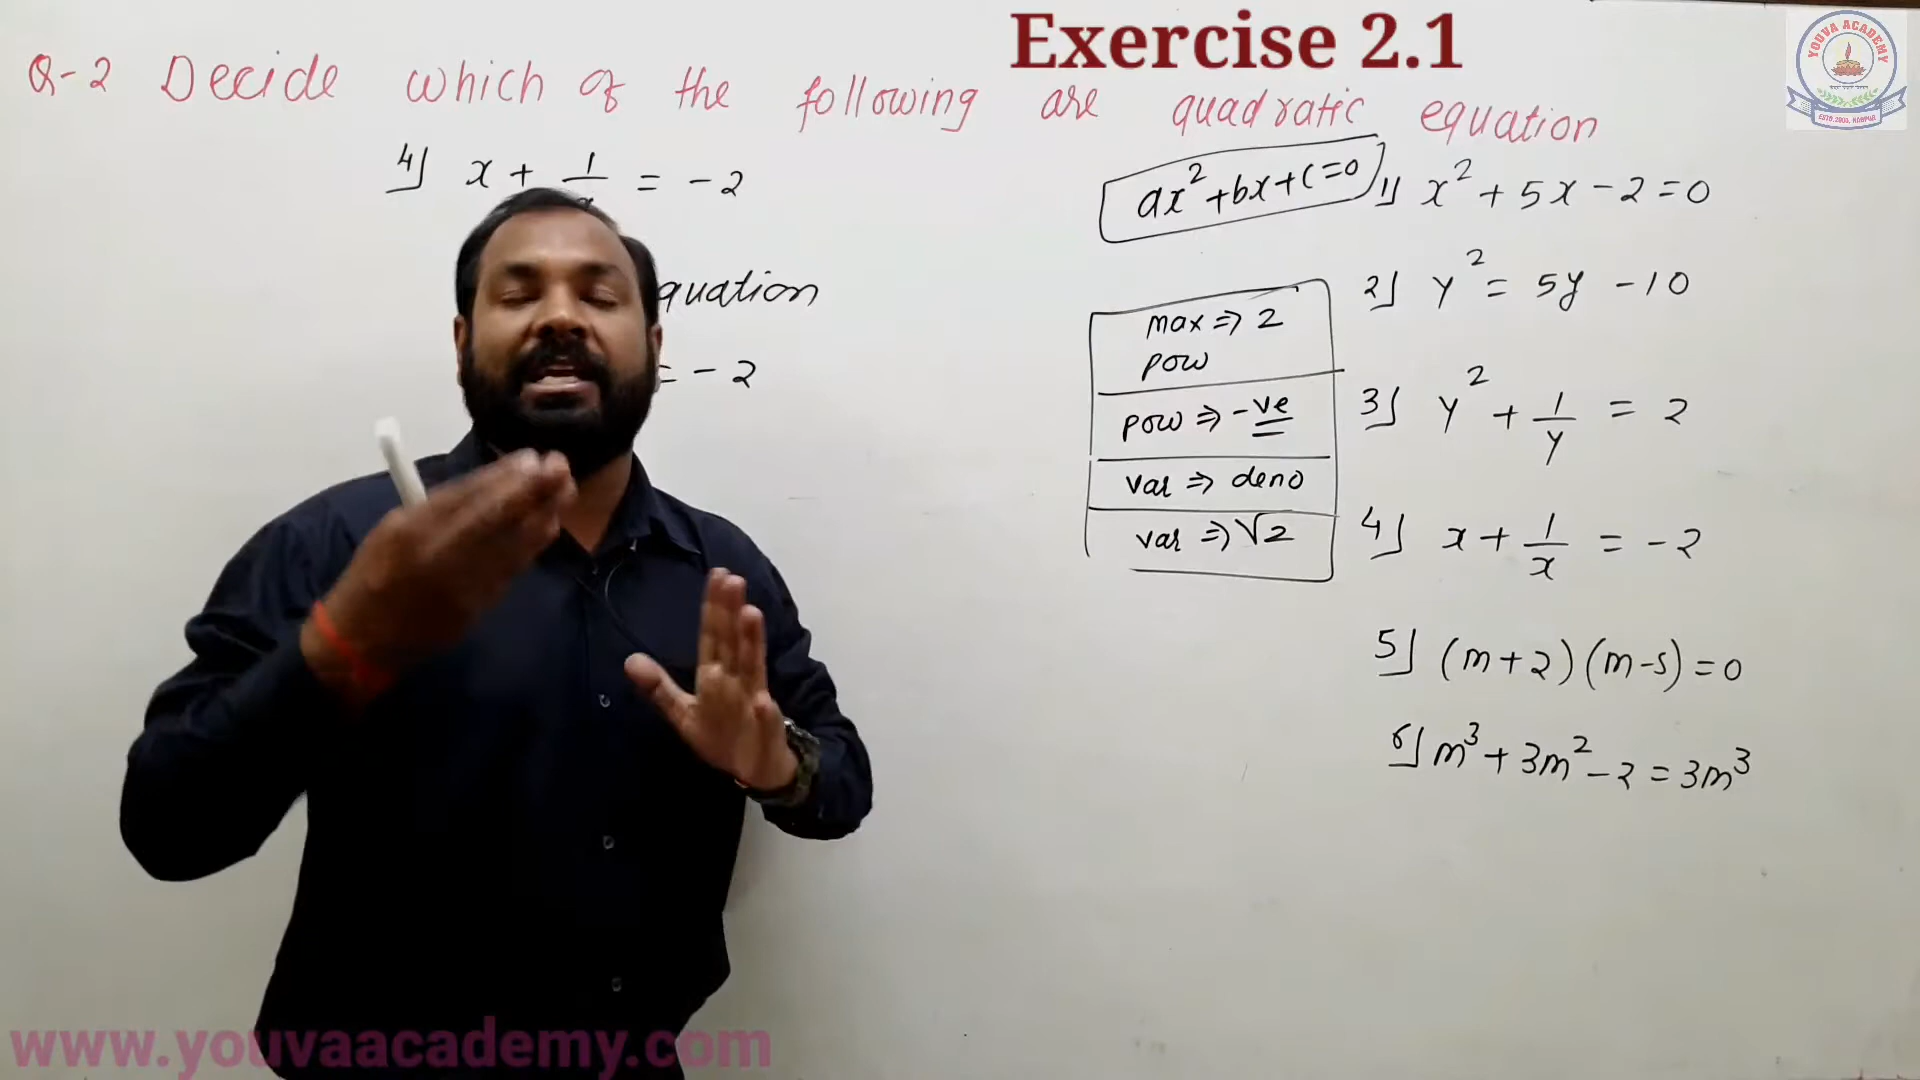 Exercise 2.1
Q-2 Decide which of the following are quadratic equation
4] x + 1/ = -2
quation
= -2
ax² + bx + c = 0
max ⇒ 2
pow
pow ⇒ -ve
var ⇒ deno
var ⇒ √2
1] x² + 5x - 2 = 0
2] y² = 5y - 10
3] y² + 1/y = 2
4] x + 1/x = -2
5] (m+2)(m-5) = 0
6] m³ + 3m² - 2 = 3m³
YOUVA ACADEMY
www.youvaacademy.com